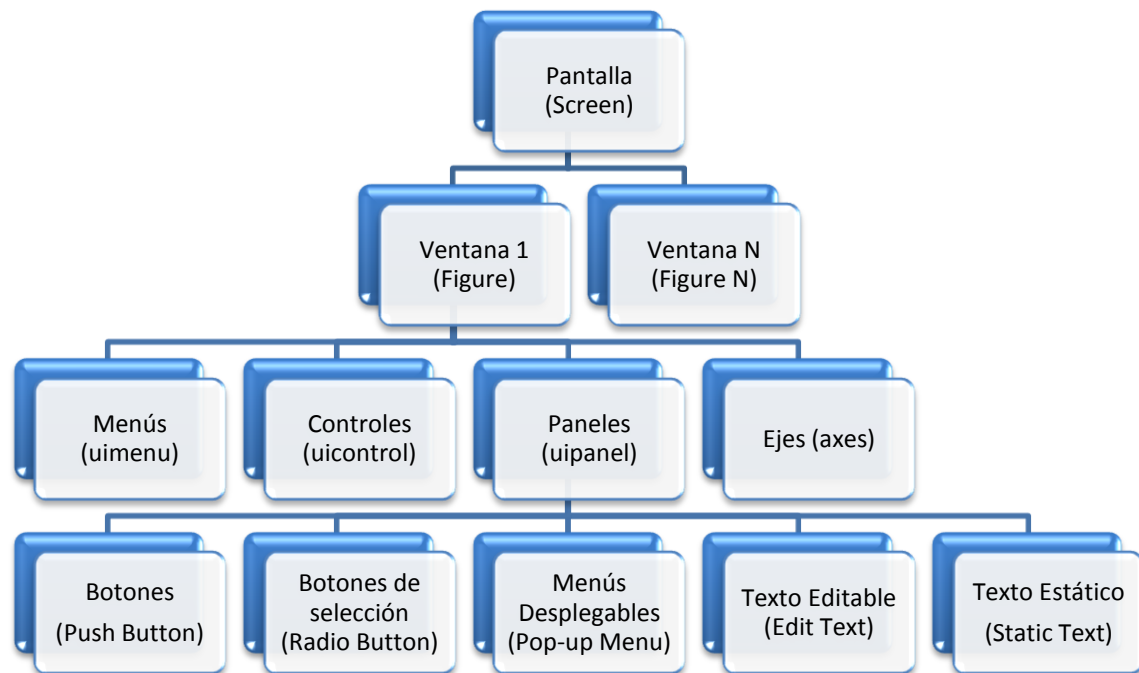 Pantalla
(Screen)
Ventana 1
(Figure)
Ventana N
(Figure N)
Menús
(uimenu)
Controles
(uicontrol)
Paneles
(uipanel)
Ejes (axes)
Botones
(Push Button)
Botones de
selección
(Radio Button)
Menús
Desplegables
(Pop-up Menu)
Texto Editable
(Edit Text)
Texto Estático
(Static Text)